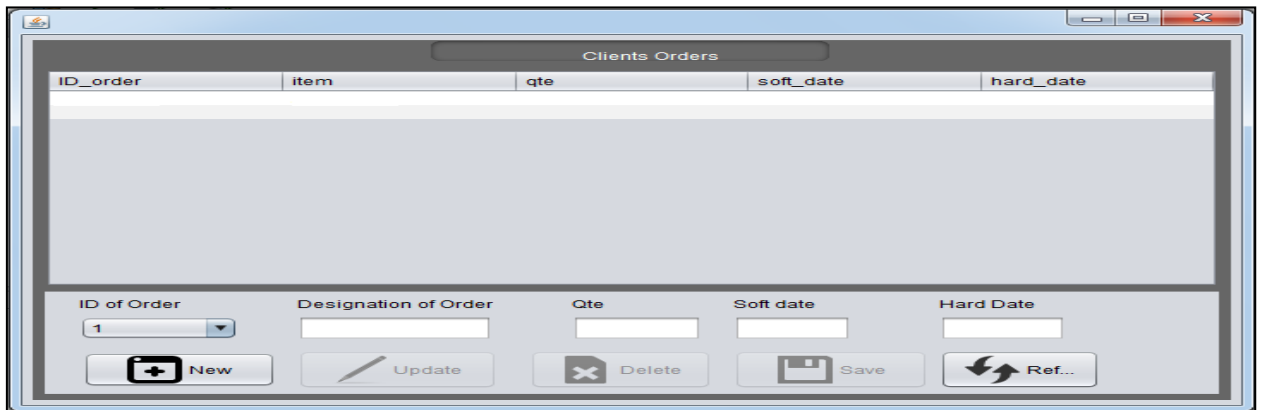 Clients Orders
ID_order item qte soft_date hard_date
ID of Order Designation of Order Qte Soft date Hard Date
1
New Update Delete Save Ref...